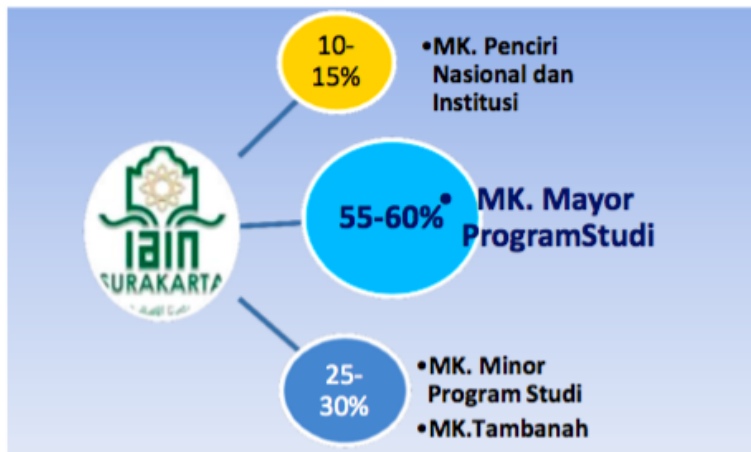 10-
15%
•MK. Penciri
Nasional dan
Institusi
iain
SURAKARTA
55-60%
• MK. Mayor
ProgramStudi
25-
30%
•MK. Minor
Program Studi
•MK.Tambanah